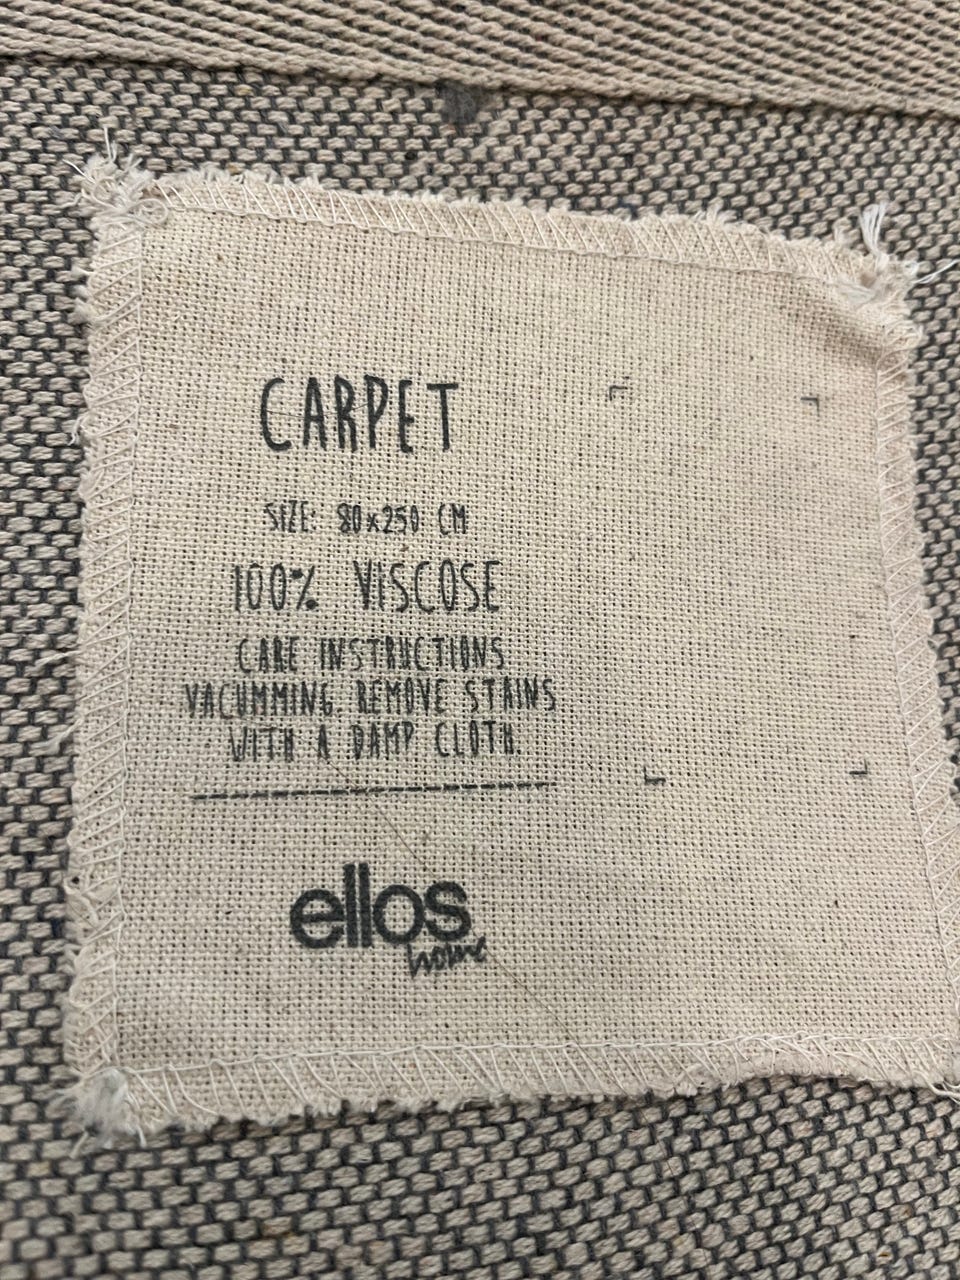 CARPET
SIZE: 80x250 CM
100% VISCOSE
CARE INSTRUCTIONS
VACUMMING. REMOVE STAINS
WITH A DAMP CLOTH.
ellos
home